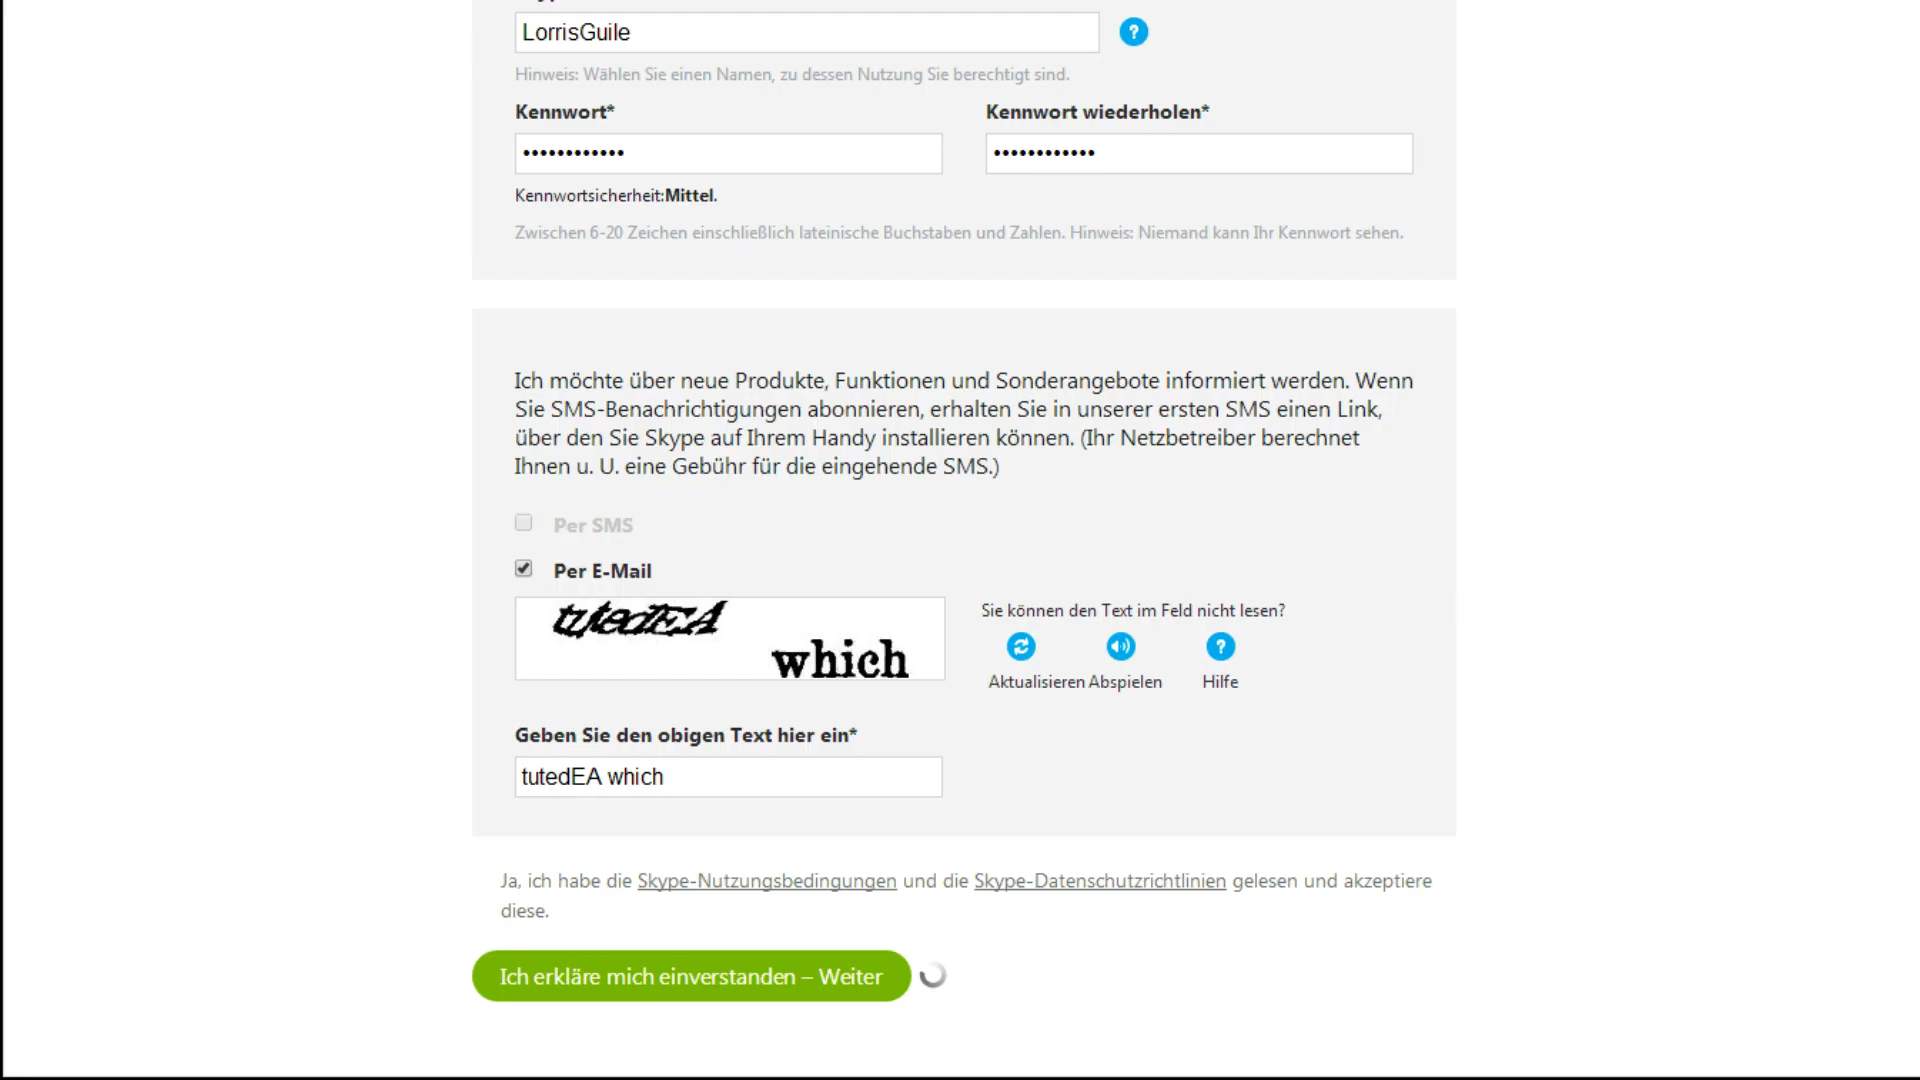 LorrisGuile
?
Hinweis: Wählen Sie einen Namen, zu dessen Nutzung Sie berechtigt sind.
Kennwort* Kennwort wiederholen*
•••••••••••• ••••••••••••
Kennwortsicherheit:Mittel.
Zwischen 6-20 Zeichen einschließlich lateinische Buchstaben und Zahlen. Hinweis: Niemand kann Ihr Kennwort sehen.
Ich möchte über neue Produkte, Funktionen und Sonderangebote informiert werden. Wenn
Sie SMS-Benachrichtigungen abonnieren, erhalten Sie in unserer ersten SMS einen Link,
über den Sie Skype auf Ihrem Handy installieren können. (Ihr Netzbetreiber berechnet
Ihnen u. U. eine Gebühr für die eingehende SMS.)
Per SMS
Per E-Mail
tutedEA
which
Sie können den Text im Feld nicht lesen?
?
Aktualisieren Abspielen Hilfe
Geben Sie den obigen Text hier ein*
tutedEA which
Ja, ich habe die Skype-Nutzungsbedingungen und die Skype-Datenschutzrichtlinien gelesen und akzeptiere
diese.
Ich erkläre mich einverstanden – Weiter